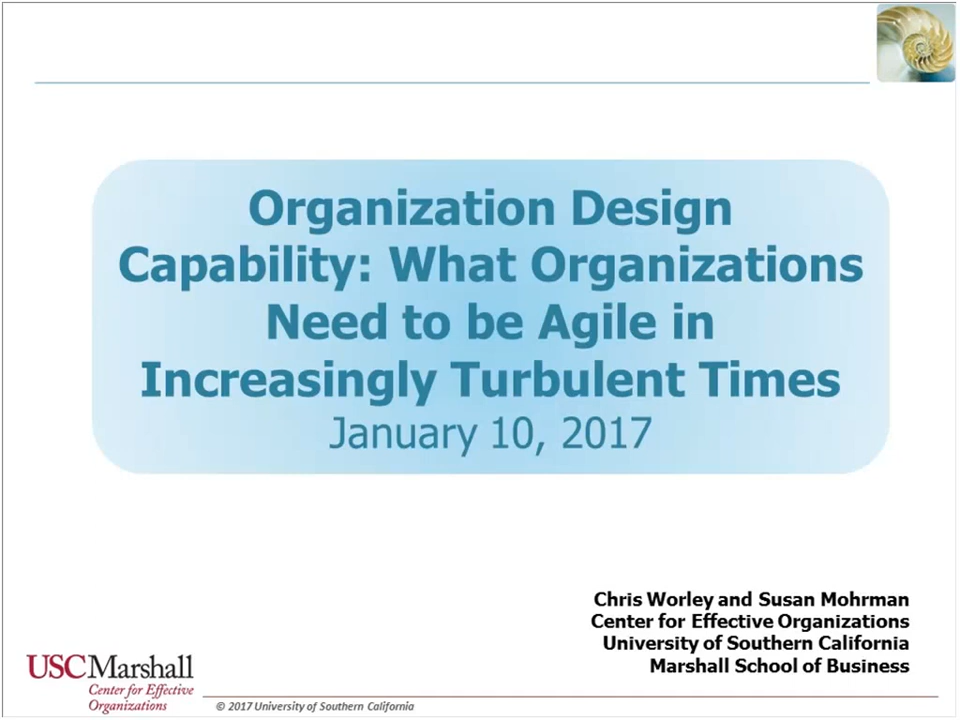 Organization Design
Capability: What Organizations
Need to be Agile in
Increasingly Turbulent Times
January 10, 2017
Chris Worley and Susan Mohrman
Center for Effective Organizations
University of Southern California
Marshall School of Business
USC Marshall
Center for Effective
Organizations
© 2017 University of Southern California